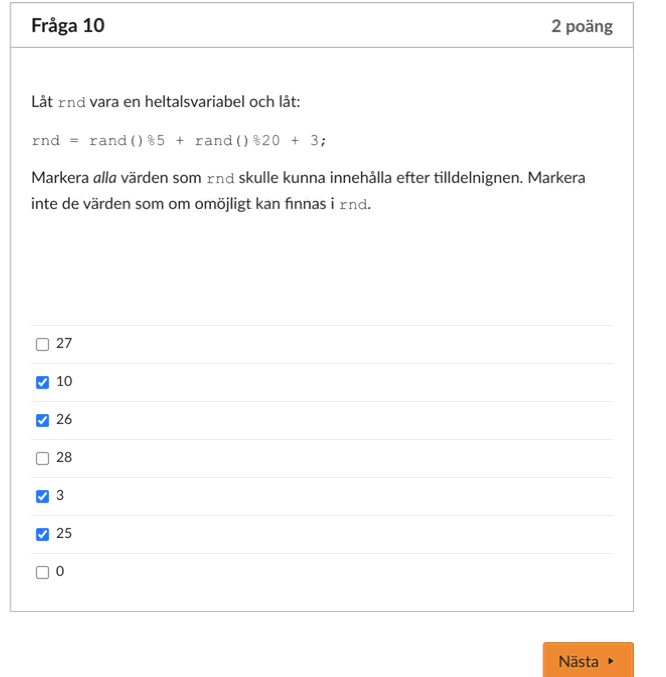 Fråga 10
2 poäng
Låt rnd vara en heltalsvariabel och låt:
rnd = rand()%5 + rand()%20 + 3;
Markera alla värden som rnd skulle kunna innehålla efter tilldelnignen. Markera
inte de värden som om omöjligt kan finnas i rnd.
27
10
26
28
3
25
0
Nästa